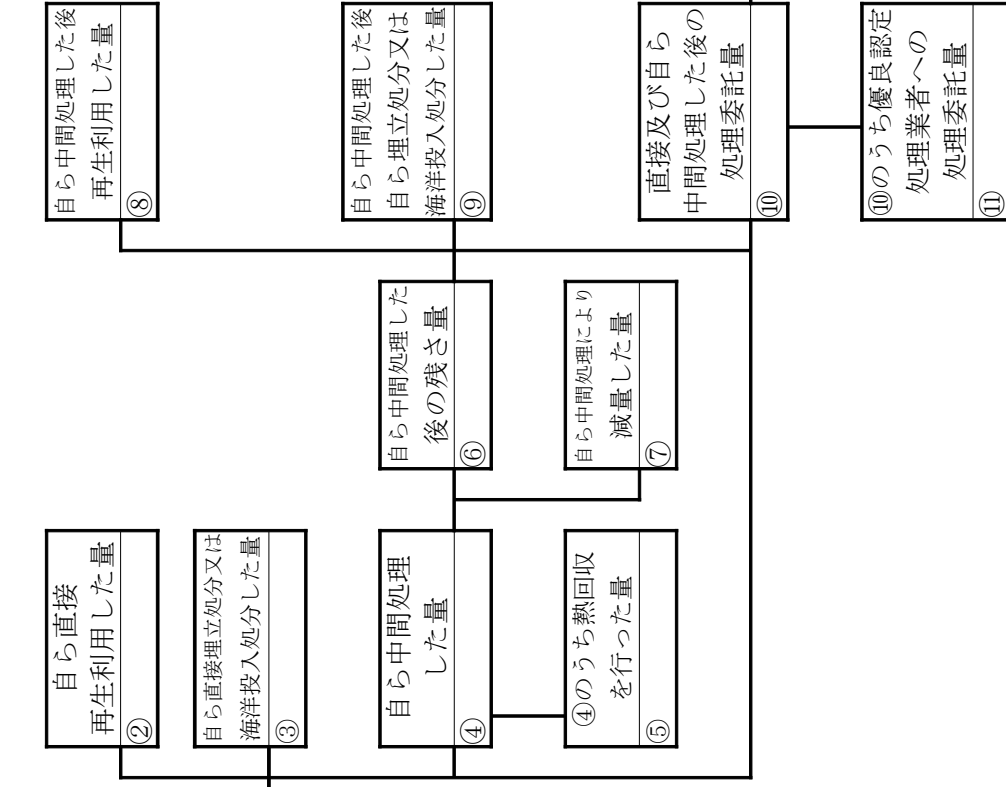 自ら直接
再生利用した量
②
自ら直接埋立処分又は
海洋投入処分した量
③
自ら中間処理
した量
④
④のうち熱回収
を行った量
⑤
自ら中間処理した
後の残さ量
⑥
自ら中間処理により
減量した量
⑦
自ら中間処理した後
再生利用した量
⑧
自ら中間処理した後
自ら埋立処分又は
海洋投入処分した量
⑨
直接及び自ら
中間処理した後の
処理委託量
⑩
⑩のうち優良認定
処理業者への
処理委託量
⑪